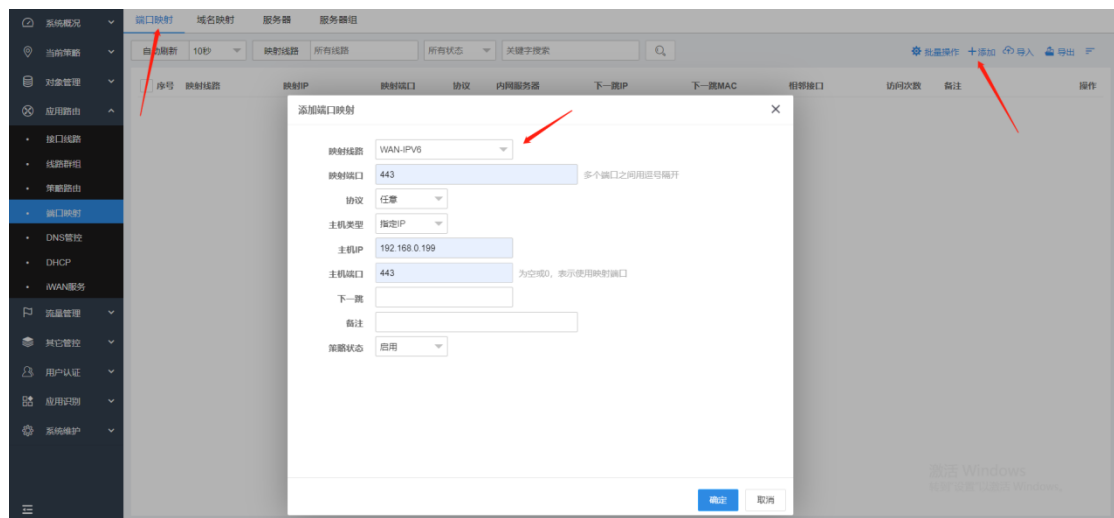 系统概况
当前策略
对象管理
应用路由
接口线路
线路群组
策略路由
端口映射
DNS管控
DHCP
iWAN服务
流量管理
其它管控
用户认证
应用识别
系统维护
端口映射 域名映射 服务器 服务器组
自动刷新 10秒 映射线路 所有线路 所有状态 关键字搜索 批量操作 添加 导入 导出
序号 映射线路 映射IP 映射端口 协议 内网服务器 下一跳IP 下一跳MAC 相邻接口 访问次数 备注 操作
添加端口映射
映射线路 WAN-IPV6
映射端口 443 多个端口之间用逗号隔开
协议 任意
主机类型 指定IP
主机IP 192.168.0.199
主机端口 443 为空或0，表示使用映射端口
下一跳
备注
策略状态 启用
确定 取消
激活 Windows